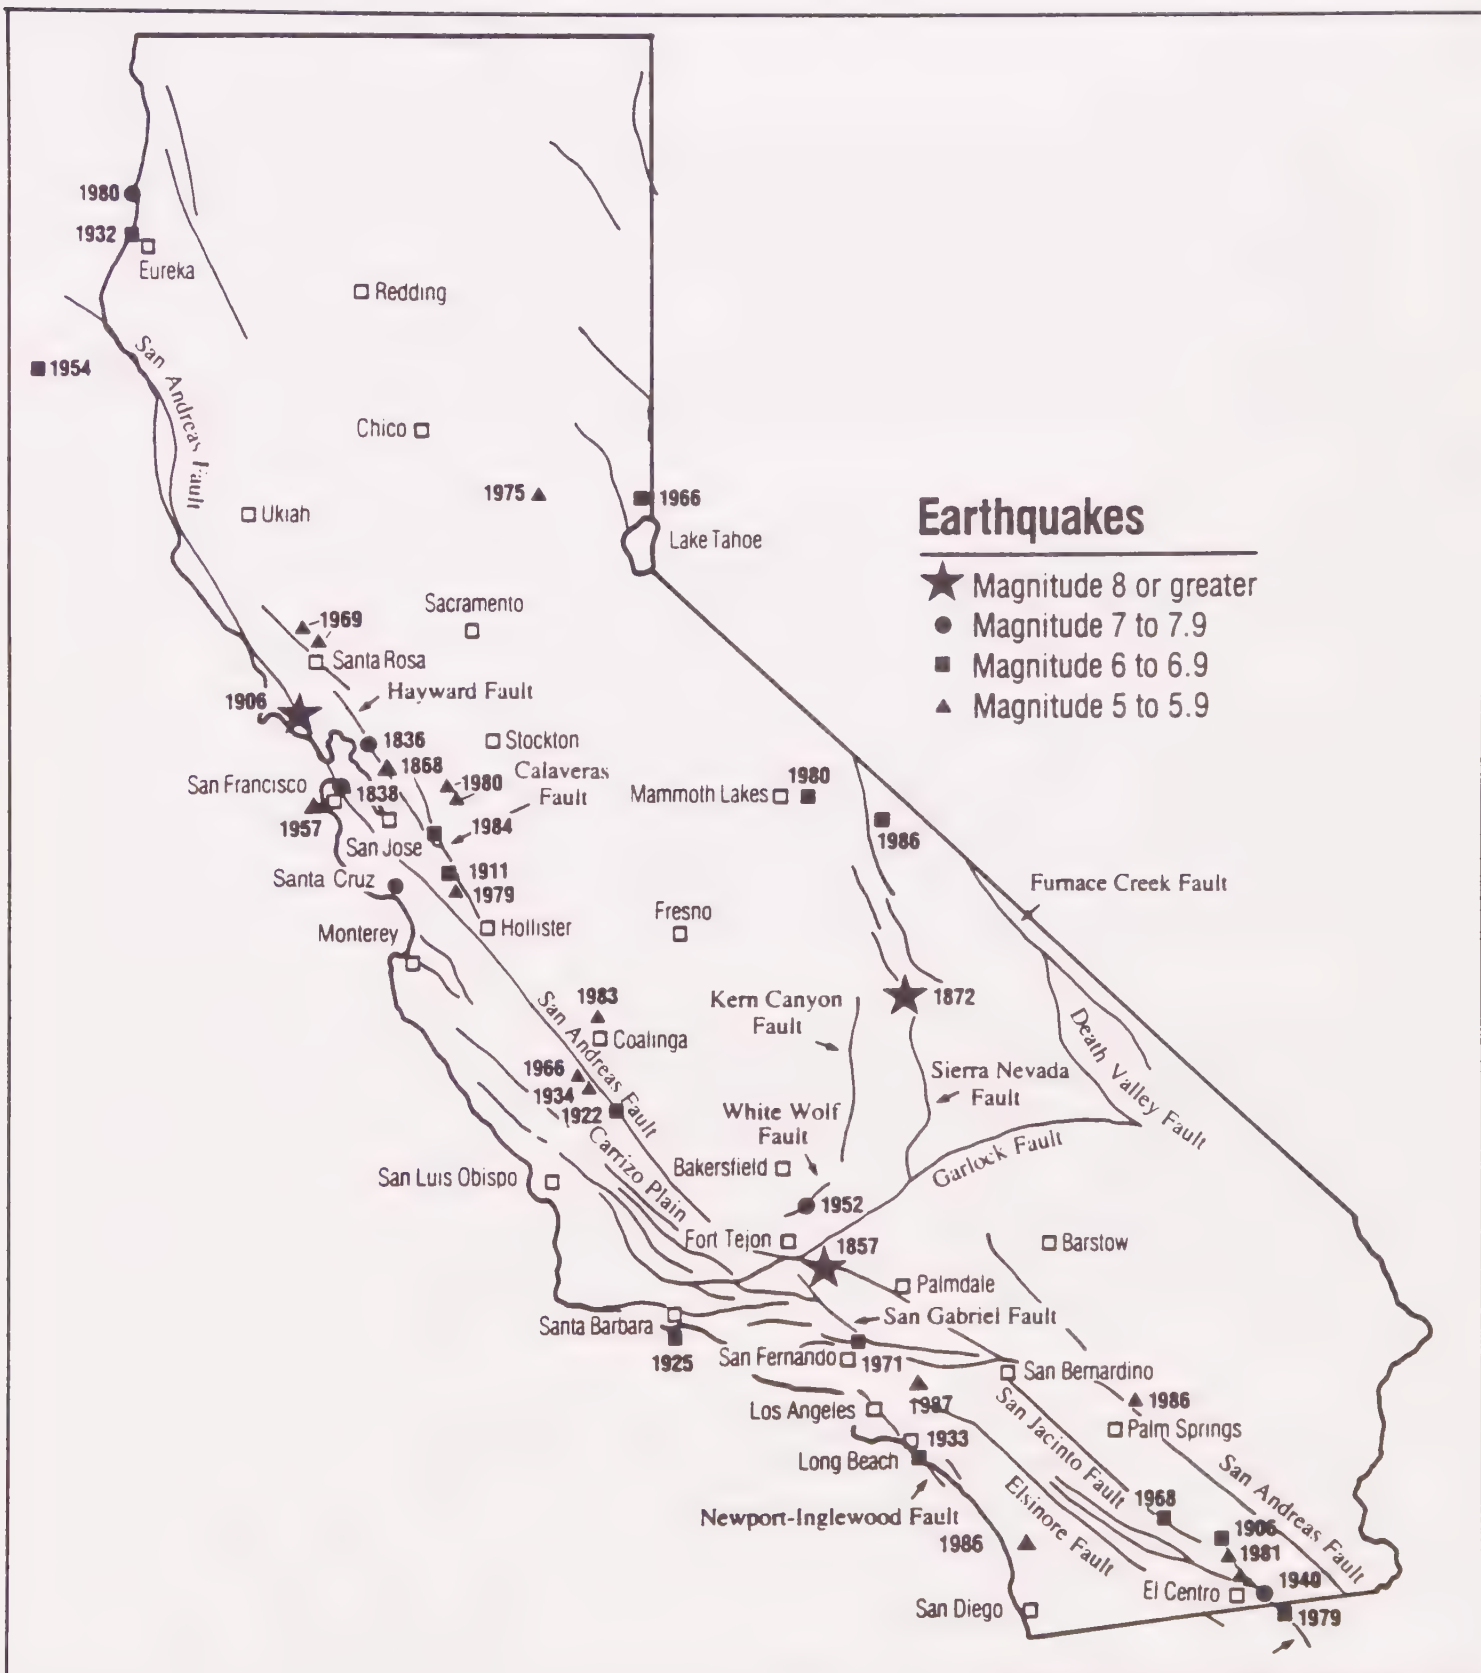 1980
1932
Eureka
Redding
San Andreas Fault
1954
Chico
1975
1966
Ukiah
Lake Tahoe
Earthquakes
Magnitude 8 or greater
Magnitude 7 to 7.9
Magnitude 6 to 6.9
Magnitude 5 to 5.9
Sacramento
1969
Santa Rosa
Hayward Fault
1906
1836
Stockton
1868
1980
Calaveras
Fault
San Francisco
1838
1957
1984
San Jose
Mammoth Lakes
1980
1986
1911
Santa Cruz
1979
Furnace Creek Fault
Hollister
Fresno
Monterey
1983
Coalinga
San Andreas Fault
Kern Canyon
Fault
1872
Death Valley Fault
1966
1934
1922
Sierra Nevada
Fault
White Wolf
Fault
Carrizo Plain
Bakersfield
Garlock Fault
San Luis Obispo
1952
Fort Tejon
1857
Barstow
Palmdale
San Gabriel Fault
Santa Barbara
1925
San Fernando
1971
San Bernardino
1987
1986
Los Angeles
Palm Springs
San Jacinto Fault
1933
Long Beach
San Andreas Fault
Elsinore Fault
1968
Newport-Inglewood Fault
1906
1986
1981
El Centro
1940
San Diego
1979